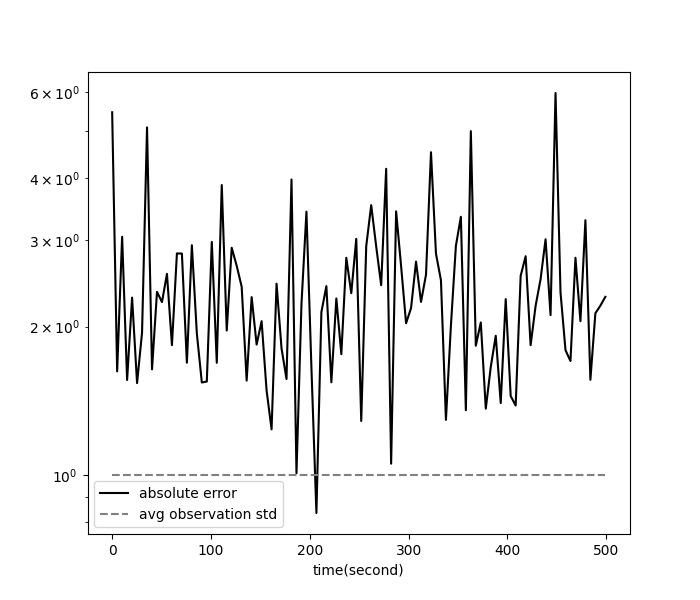 6 × 10⁰
4 × 10⁰
3 × 10⁰
2 × 10⁰
10⁰
absolute error
avg observation std
0 100 200 300 400 500
time(second)